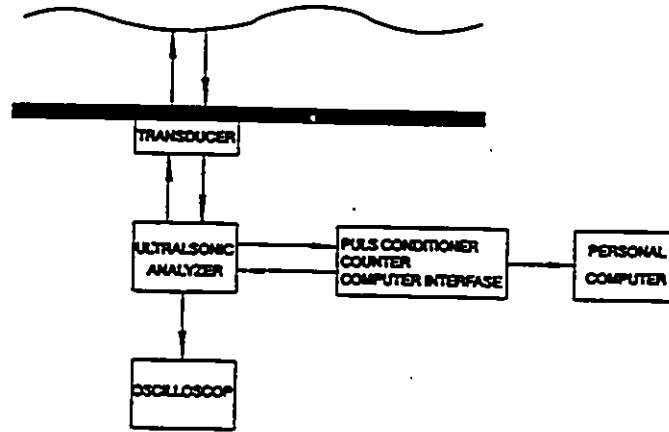 TRANSDUCER
ULTRALSONIC
ANALYZER
PULS CONDITIONER
COUNTER
COMPUTER INTERFASE
PERSONAL
COMPUTER
OSCILLOSCOP